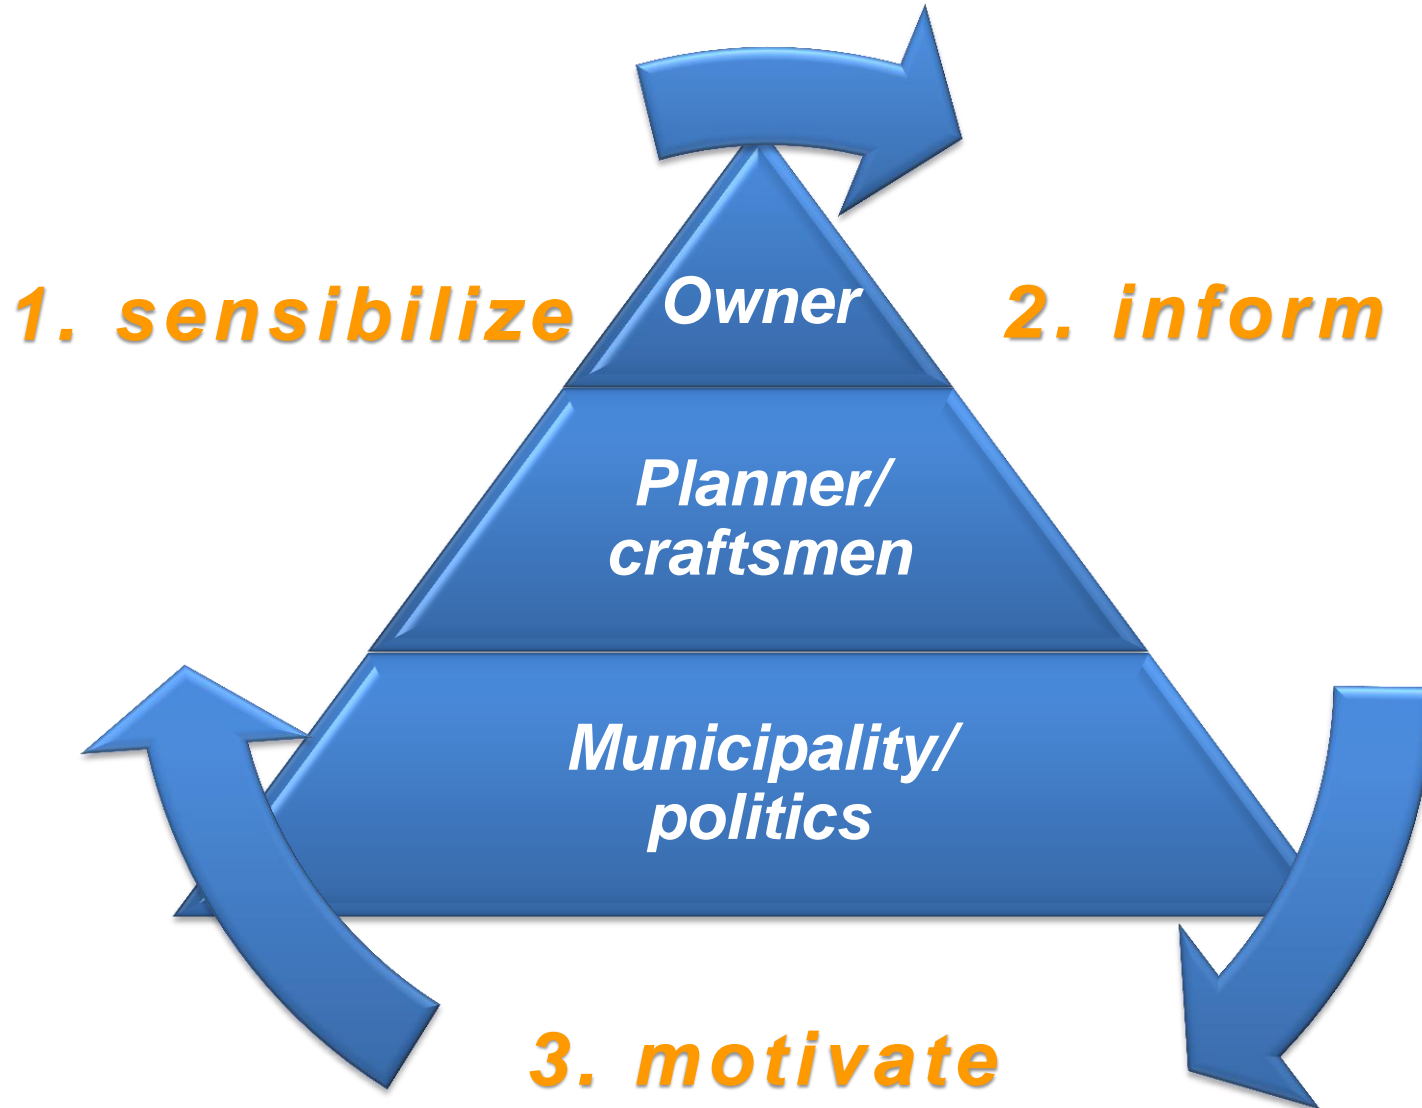 1. sensibilize
Owner
2. inform
Planner/
craftsmen
Municipality/
politics
3. motivate